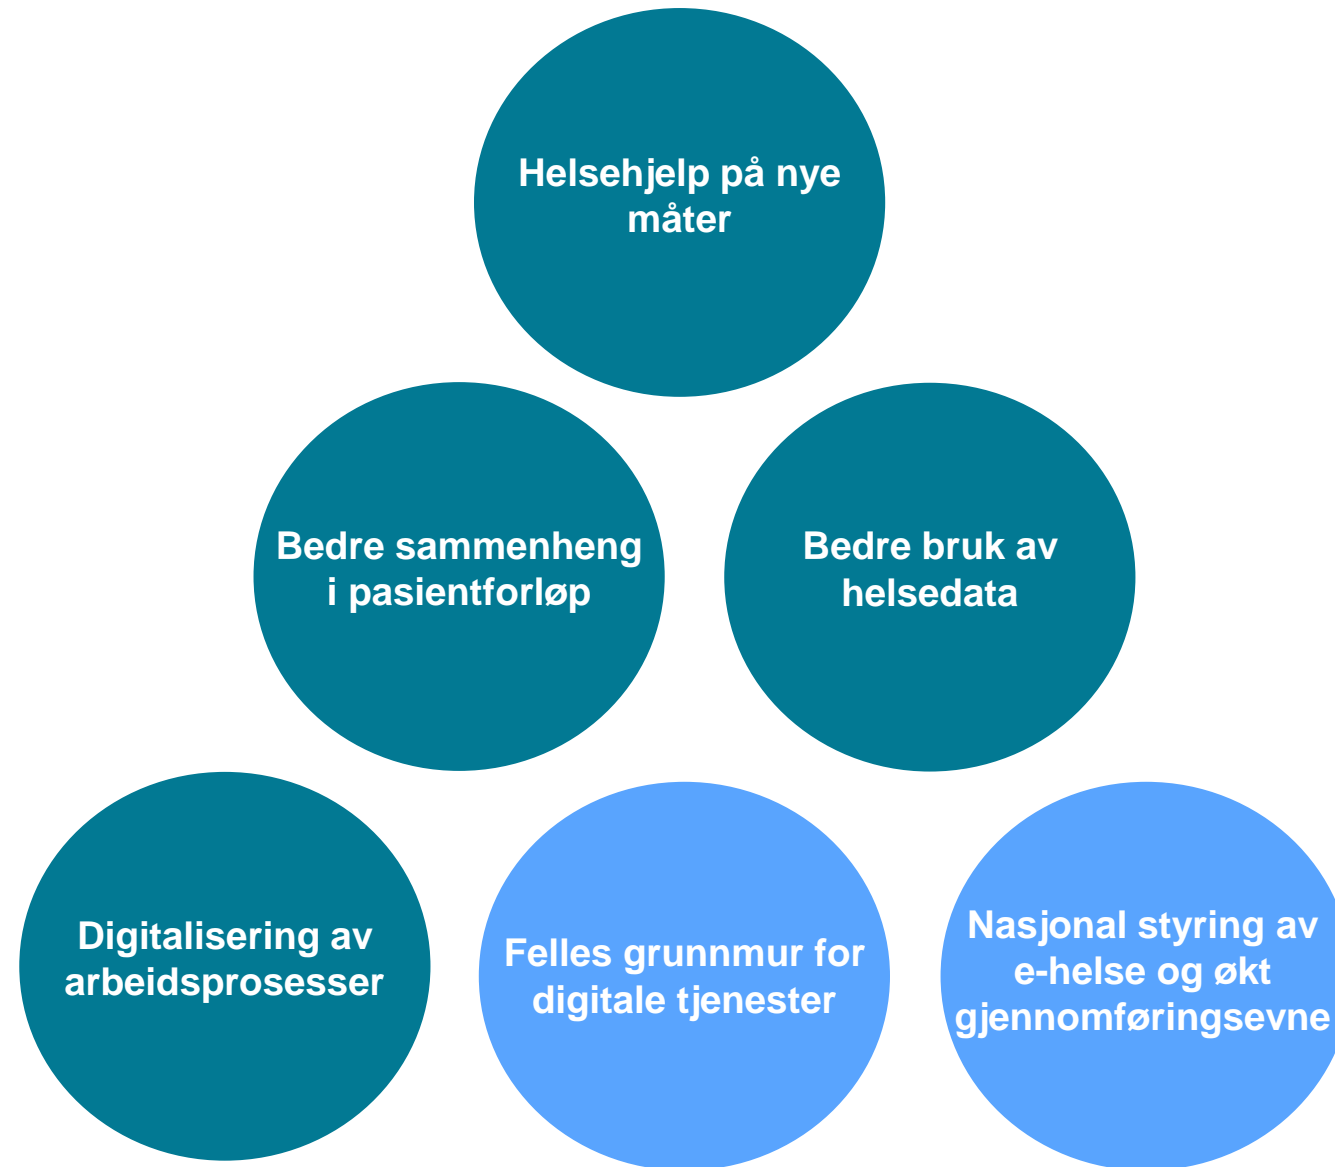 Helsehjelp på nye
måter
Bedre sammenheng
i pasientforløp
Bedre bruk av
helsedata
Digitalisering av
arbeidsprosesser
Felles grunnmur for
digitale tjenester
Nasjonal styring av
e-helse og økt
gjennomføringsevne